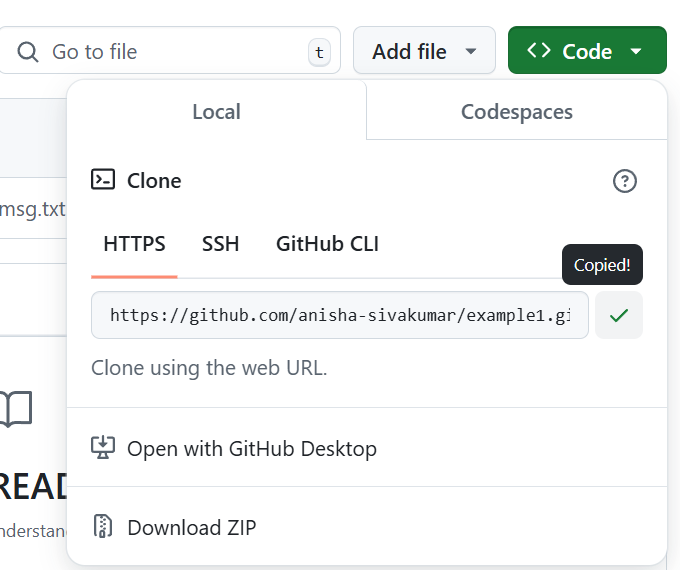 Go to file
t
Add file
Code
Local
Codespaces
msg.txt
Clone
HTTPS
SSH
GitHub CLI
Copied!
https://github.com/anisha-sivakumar/example1.gi
Clone using the web URL.
Open with GitHub Desktop
READ
nderstan
Download ZIP